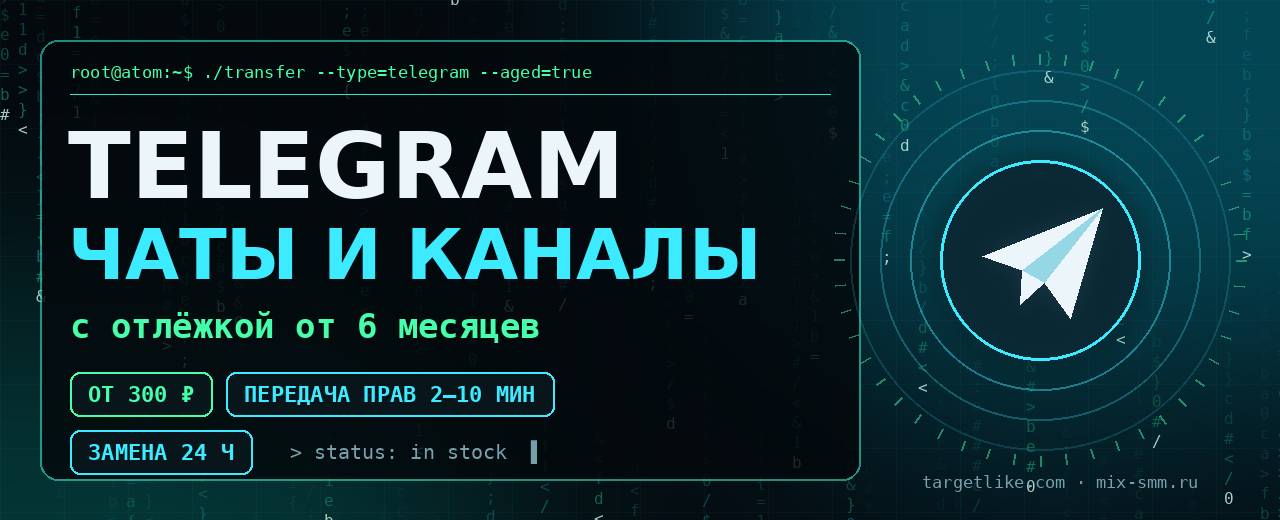 root@atom:~$ ./transfer --type=telegram --aged=true
TELEGRAM
ЧАТЫ И КАНАЛЫ
с отлёжкой от 6 месяцев
ОТ 300 ₽
ПЕРЕДАЧА ПРАВ 2–10 МИН
ЗАМЕНА 24 Ч
> status: in stock
targetlike.com · mix-smm.ru